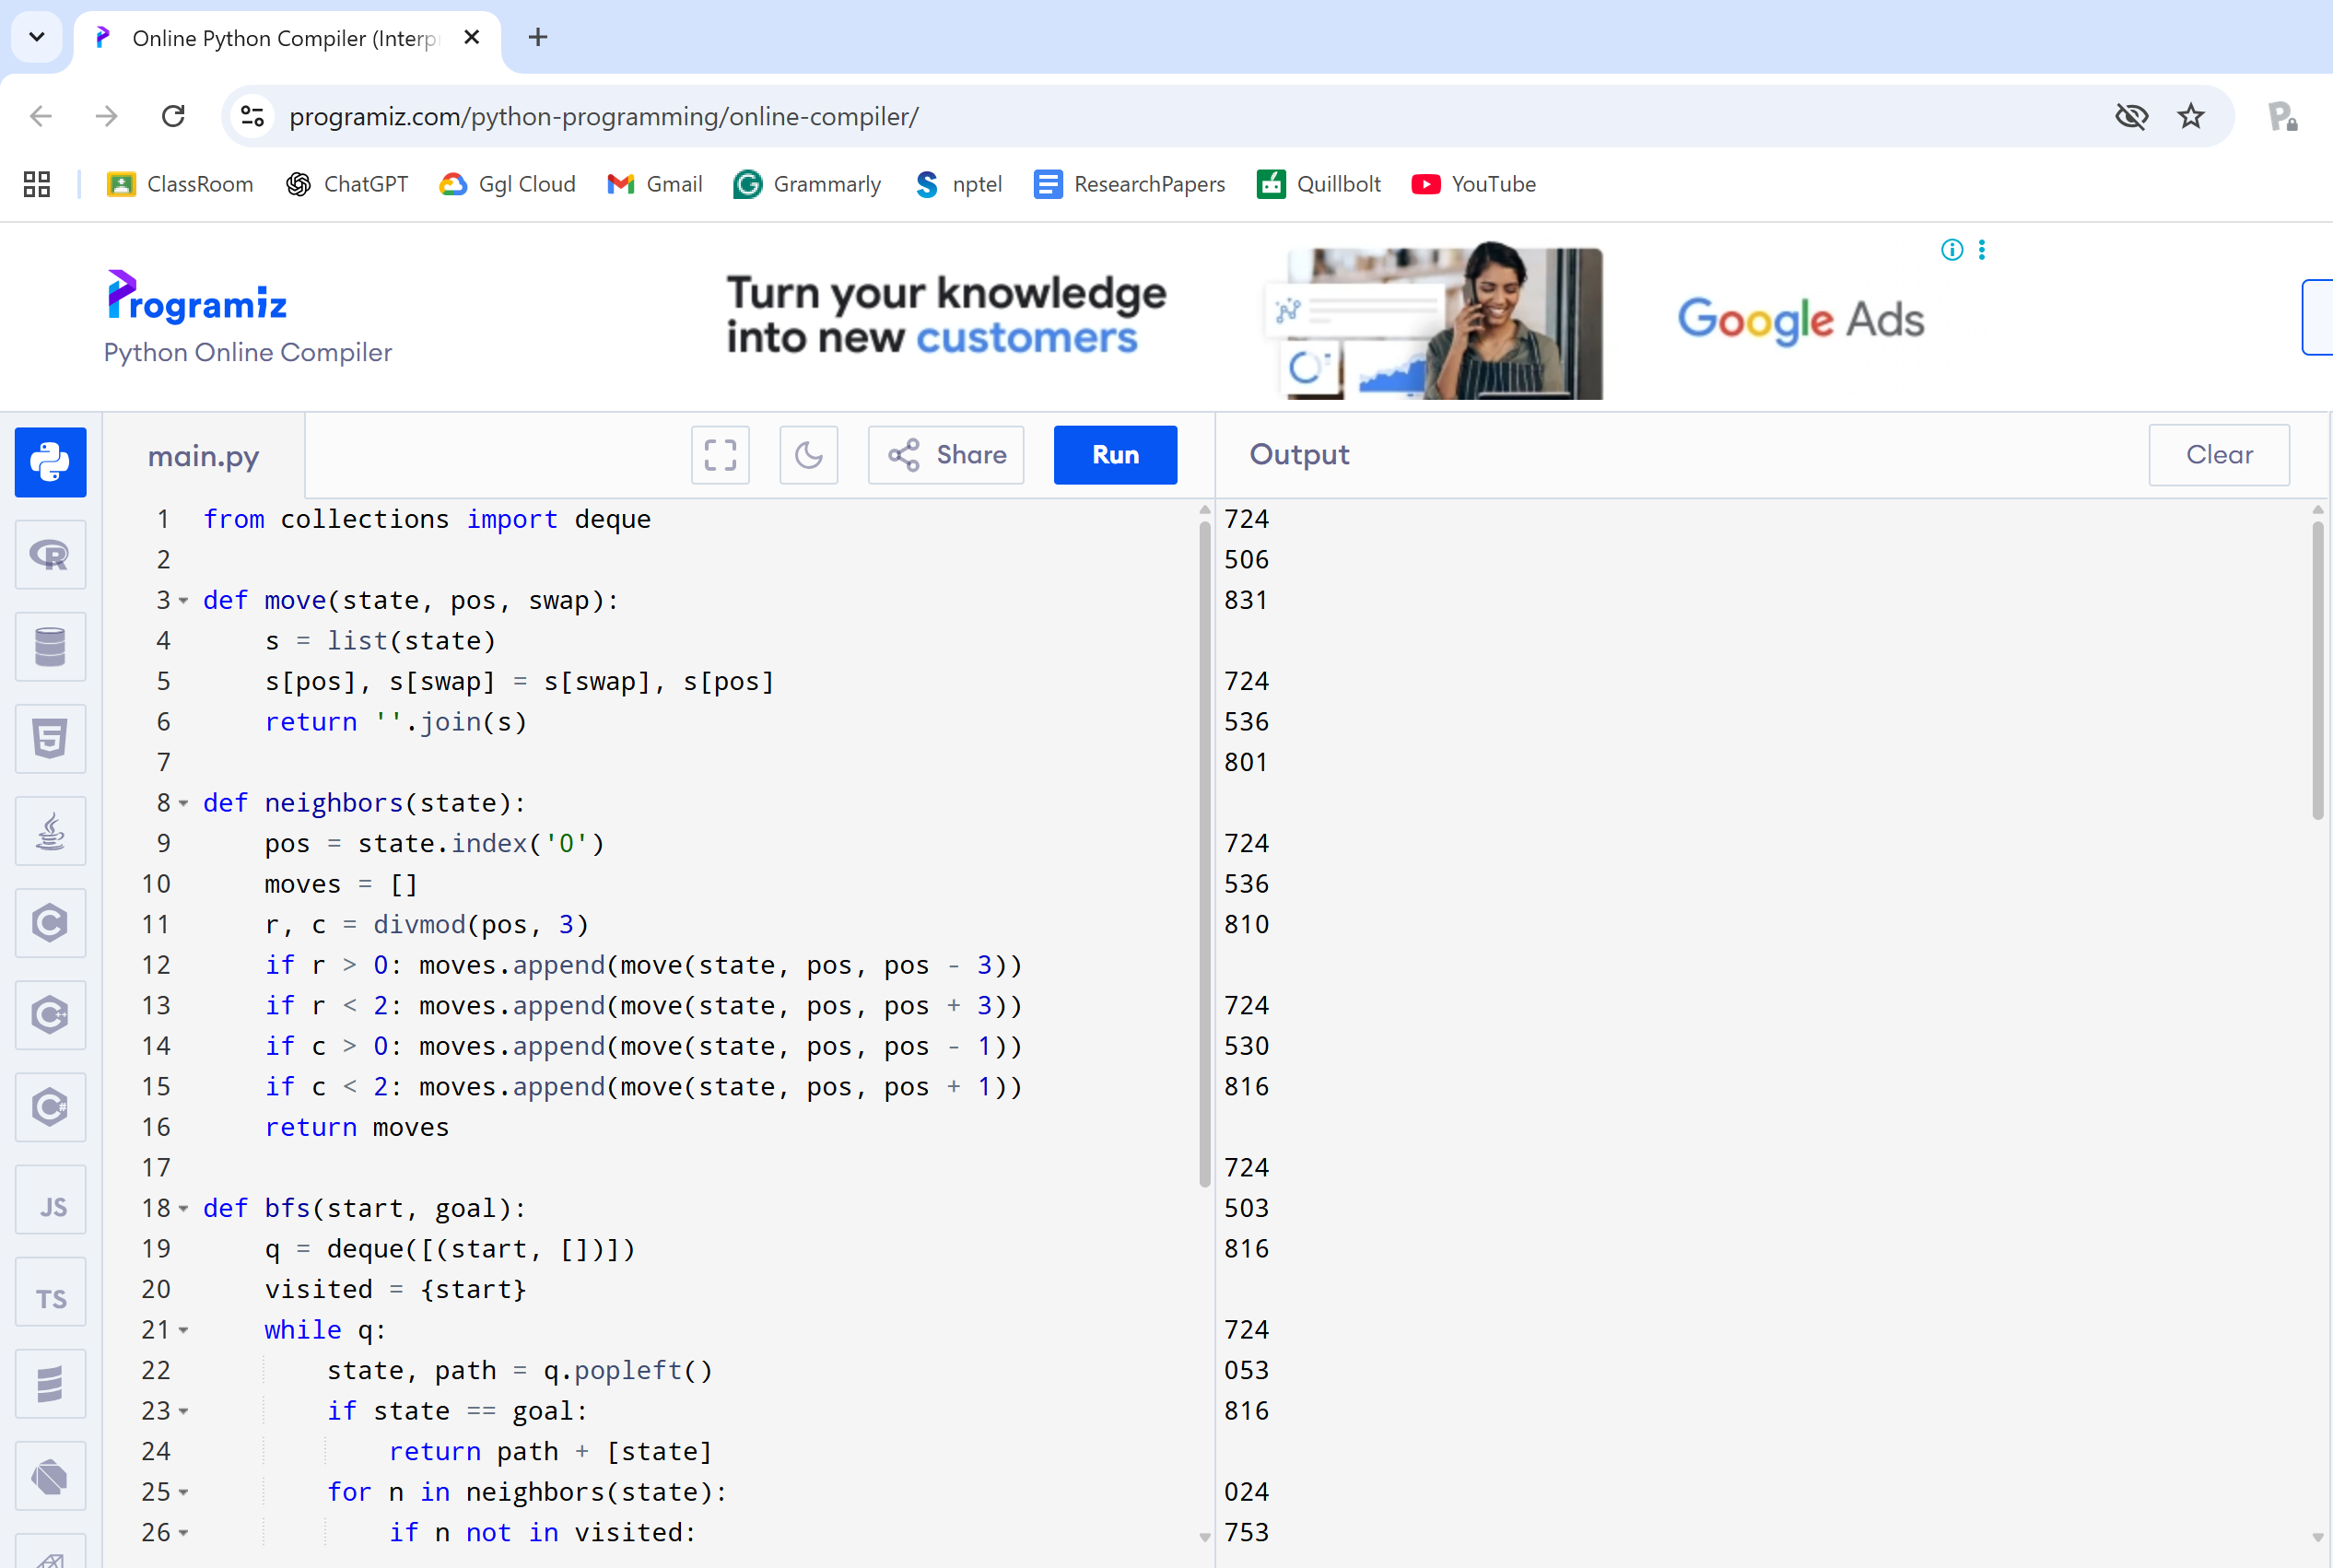 Online Python Compiler (Interp
programiz.com/python-programming/online-compiler/
ClassRoom ChatGPT Ggl Cloud Gmail Grammarly nptel ResearchPapers Quillbolt YouTube
Turn your knowledge
into new customers
Google Ads
Programiz
Python Online Compiler
main.py
Share
Run
Output
Clear
JS
TS
1 from collections import deque
2
3 def move(state, pos, swap):
4     s = list(state)
5     s[pos], s[swap] = s[swap], s[pos]
6     return ''.join(s)
7
8 def neighbors(state):
9     pos = state.index('0')
10     moves = []
11     r, c = divmod(pos, 3)
12     if r > 0: moves.append(move(state, pos, pos - 3))
13     if r < 2: moves.append(move(state, pos, pos + 3))
14     if c > 0: moves.append(move(state, pos, pos - 1))
15     if c < 2: moves.append(move(state, pos, pos + 1))
16     return moves
17
18 def bfs(start, goal):
19     q = deque([(start, [])])
20     visited = {start}
21     while q:
22         state, path = q.popleft()
23         if state == goal:
24             return path + [state]
25         for n in neighbors(state):
26             if n not in visited:
724
506
831
724
536
801
724
536
810
724
530
816
724
503
816
724
053
816
024
753